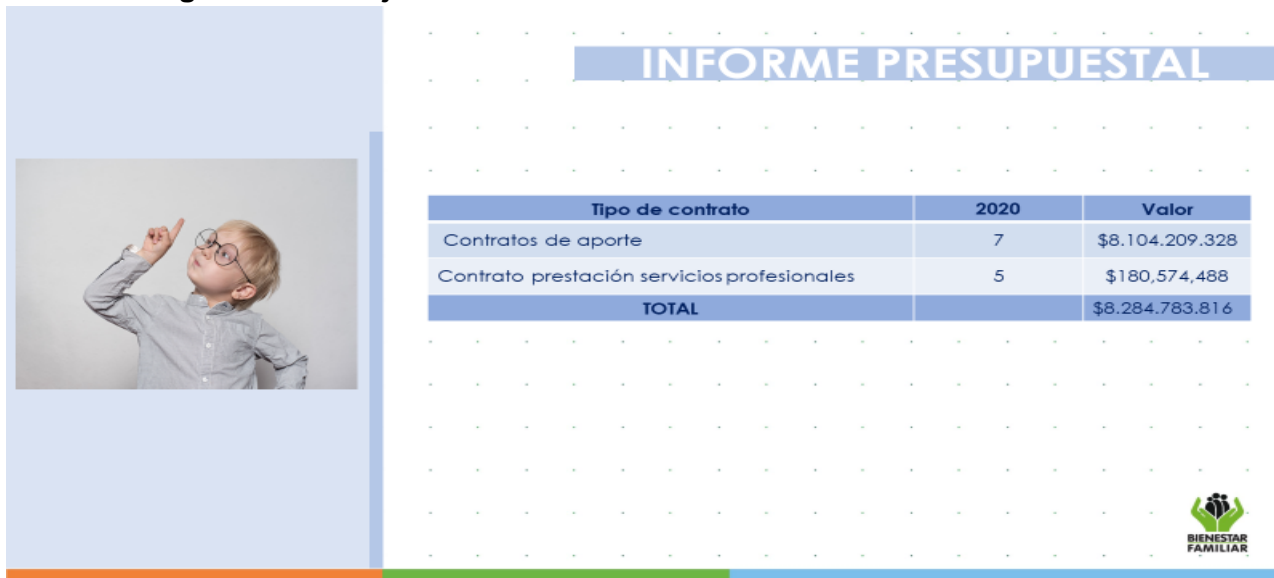 INFORME PRESUPUESTAL
Tipo de contrato 2020 Valor
Contratos de aporte 7 $8.104.209.328
Contrato prestación servicios profesionales 5 $180,574,488
TOTAL $8.284.783.816
BIENESTAR
FAMILIAR